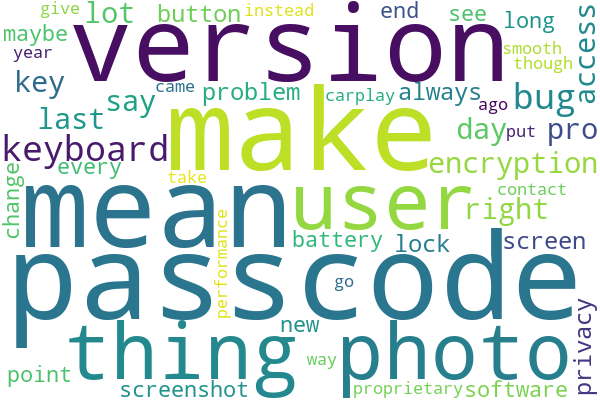 give
lot button instead end see long access
maybe version
year
key came problem always smooth though
say carplay ago bug
last make day put pro
keyboard encryption
every take
change mean user right contact
performance battery lock screen
passcode
go
new privacy
thing photo
point way
screenshot proprietary software